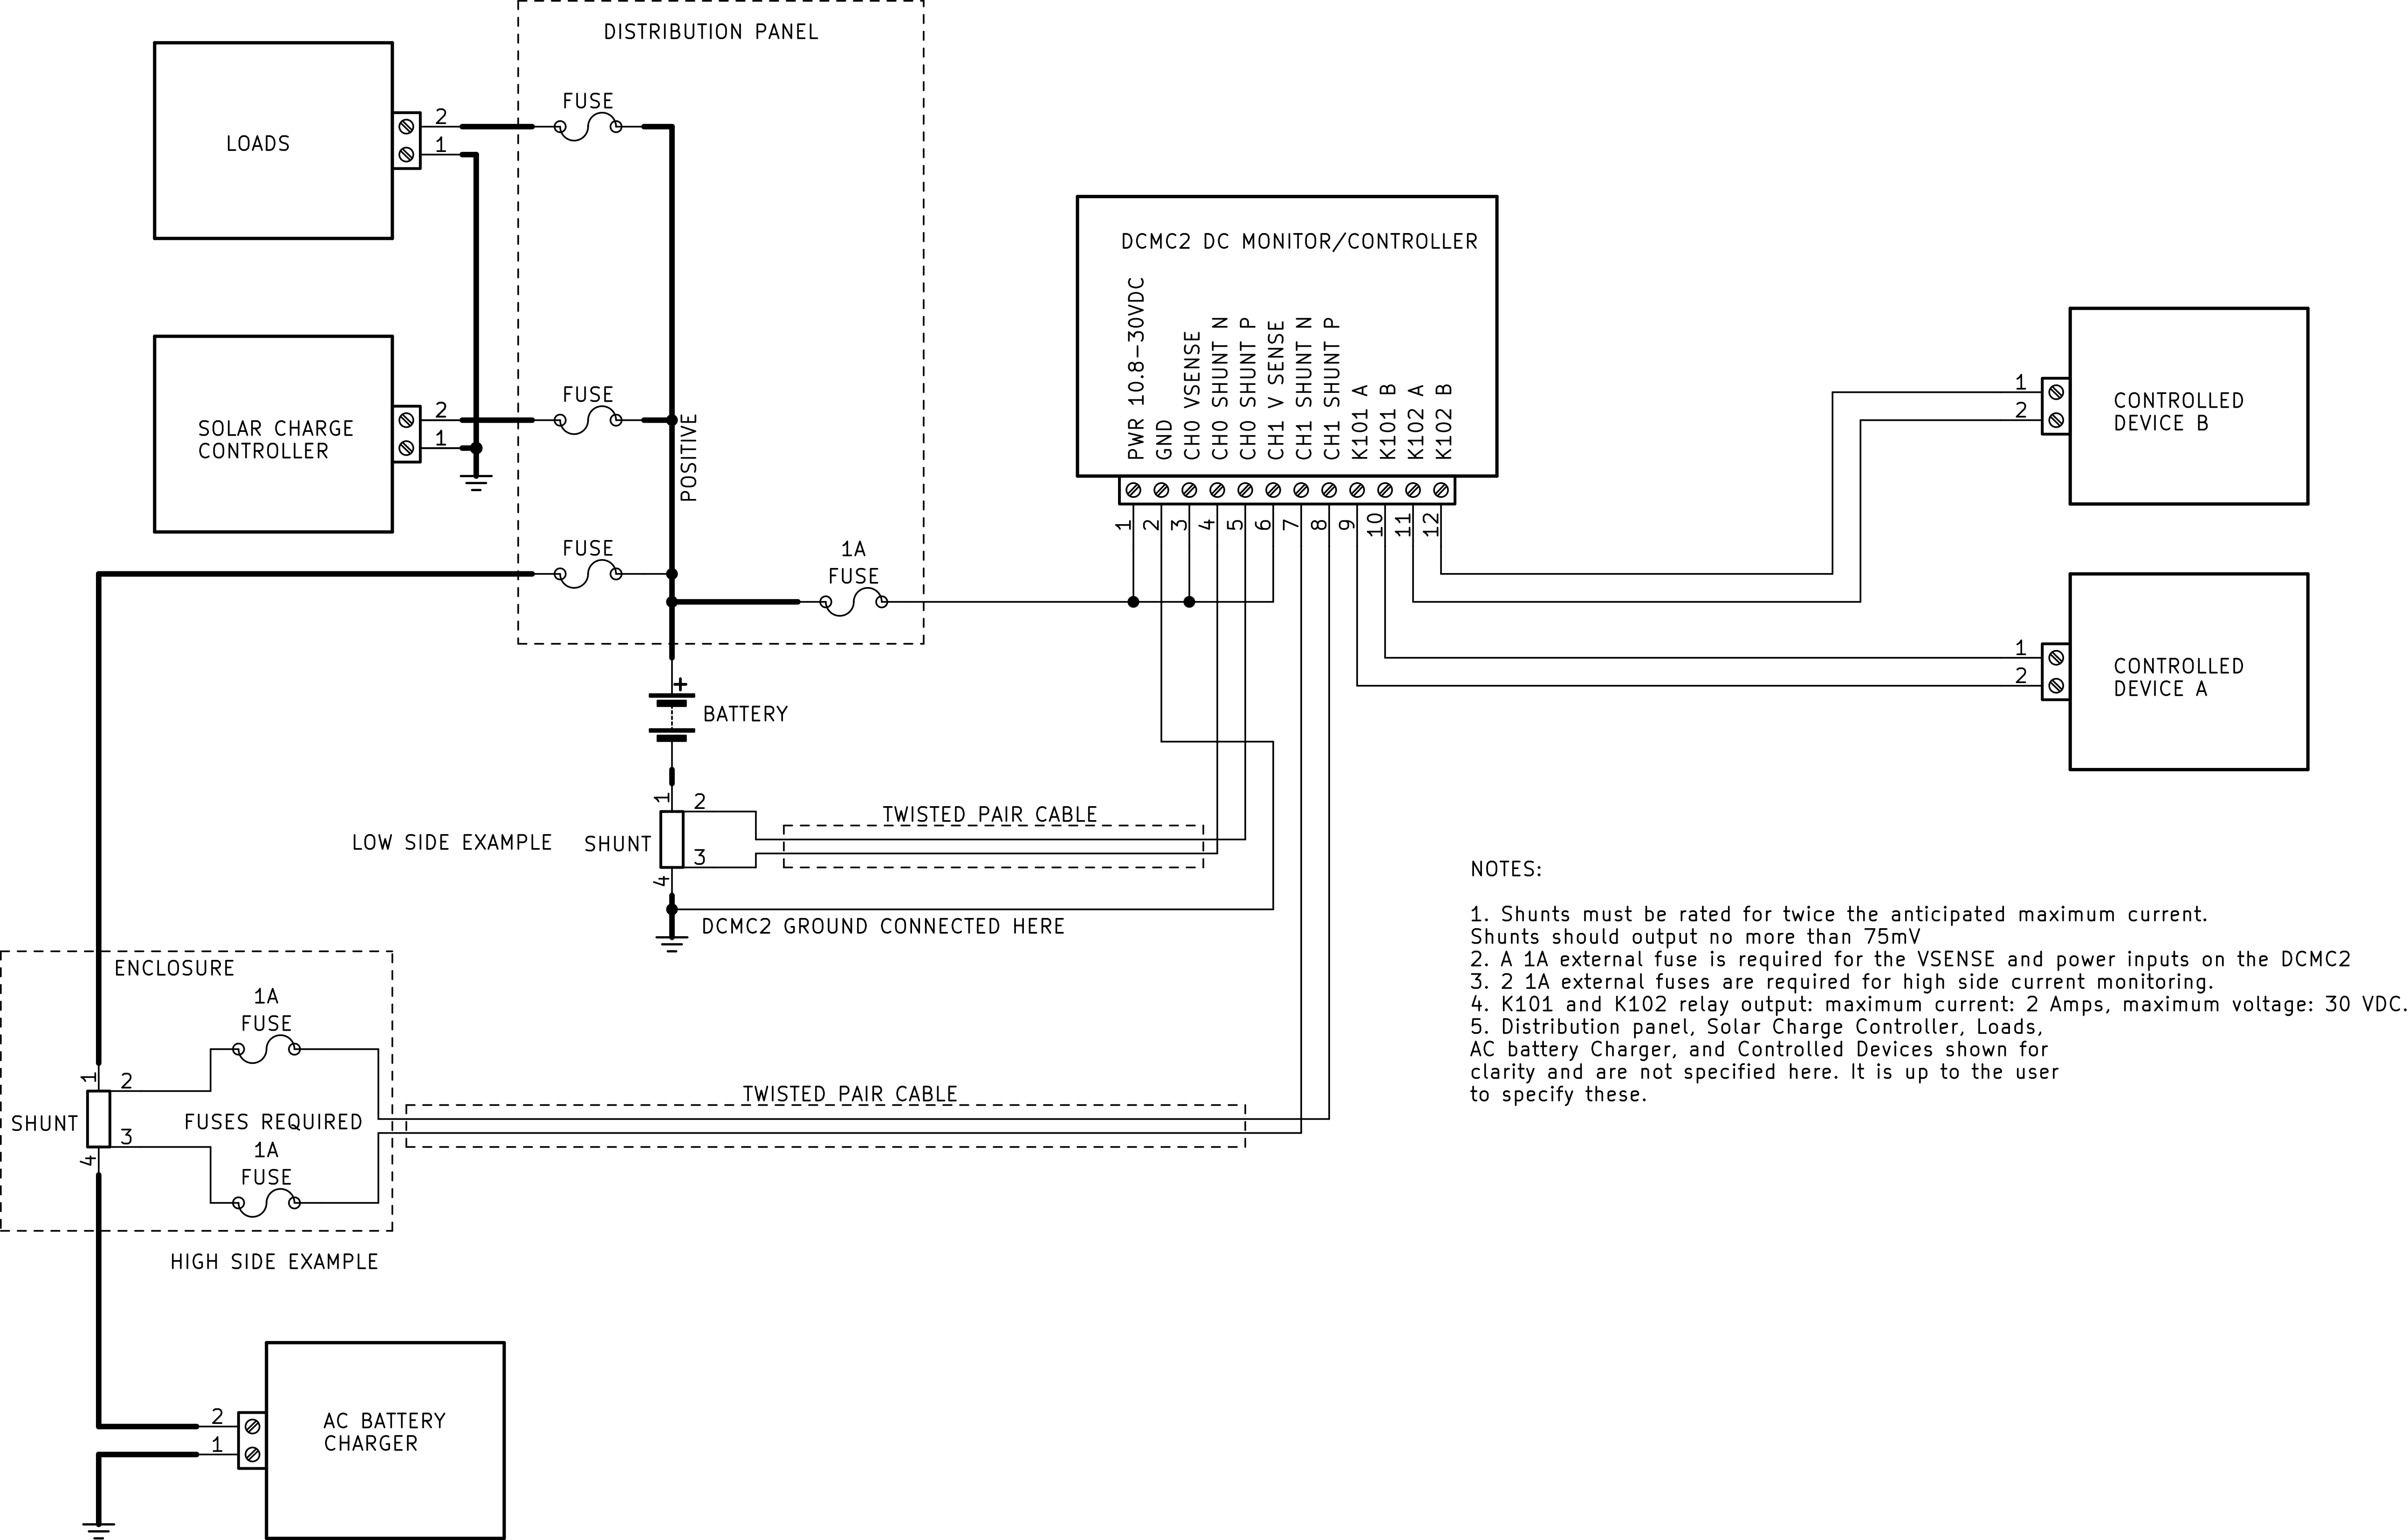 DISTRIBUTION PANEL
FUSE
2
1
LOADS
DCMC2 DC MONITOR/CONTROLLER
PWR 10.8-30VDC
GND
CH0 VSENSE
CH0 SHUNT N
CH0 SHUNT P
CH1 V SENSE
CH1 SHUNT N
CH1 SHUNT P
K101 A
K101 B
K102 A
K102 B
1
2
3
4
5
6
7
8
9
10
11
12
FUSE
2
1
SOLAR CHARGE
CONTROLLER
POSITIVE
1
2
CONTROLLED
DEVICE B
FUSE
1A
FUSE
1
2
CONTROLLED
DEVICE A
+
BATTERY
1
2
3
4
LOW SIDE EXAMPLE
SHUNT
TWISTED PAIR CABLE
DCMC2 GROUND CONNECTED HERE
NOTES:
1. Shunts must be rated for twice the anticipated maximum current.
Shunts should output no more than 75mV
2. A 1A external fuse is required for the VSENSE and power inputs on the DCMC2
3. 2 1A external fuses are required for high side current monitoring.
4. K101 and K102 relay output: maximum current: 2 Amps, maximum voltage: 30 VDC.
5. Distribution panel, Solar Charge Controller, Loads,
AC battery Charger, and Controlled Devices shown for
clarity and are not specified here. It is up to the user
to specify these.
ENCLOSURE
1A
FUSE
1
2
3
4
SHUNT
FUSES REQUIRED
1A
FUSE
TWISTED PAIR CABLE
HIGH SIDE EXAMPLE
2
1
AC BATTERY
CHARGER